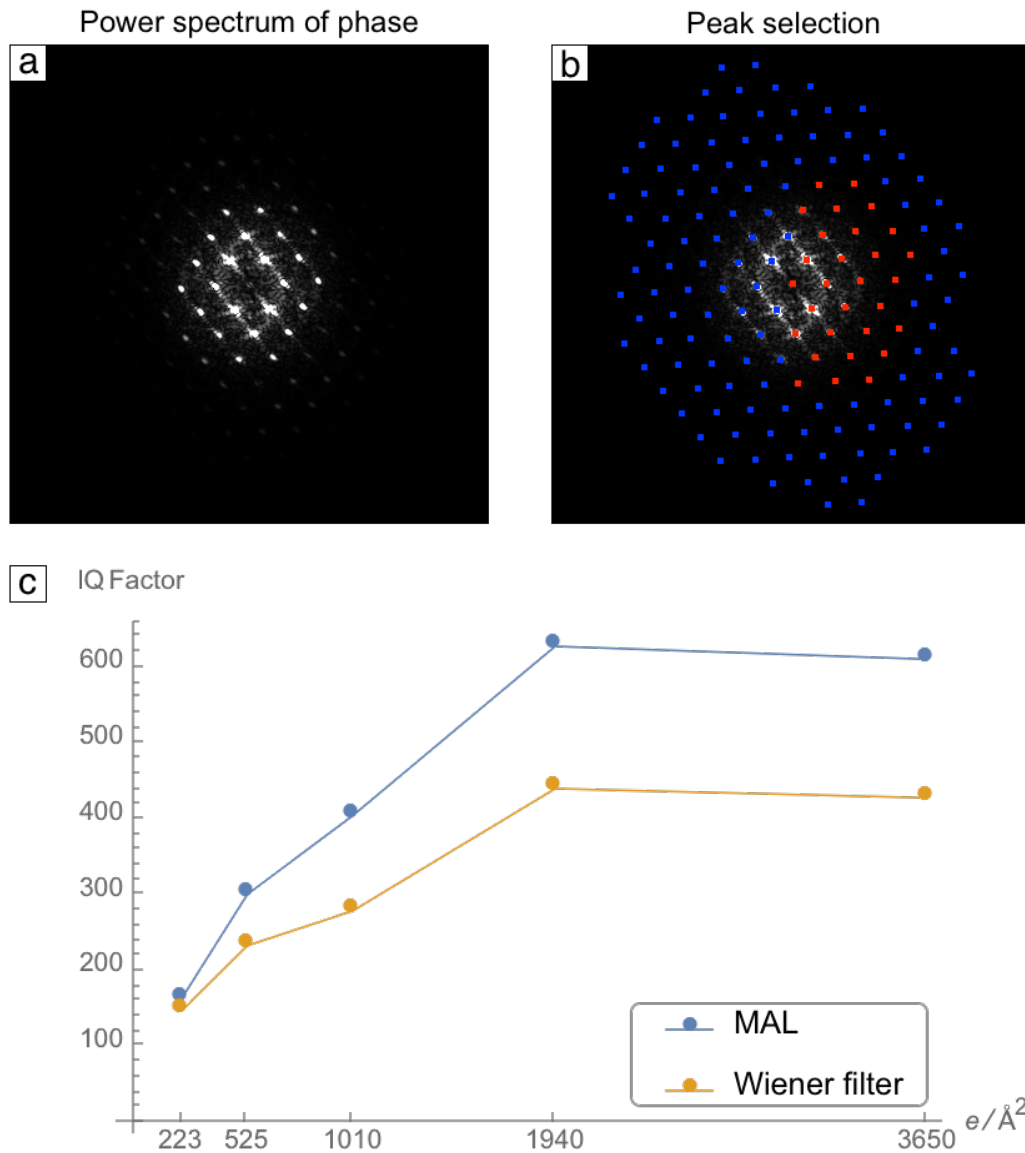 Power spectrum of phase
Peak selection
a
b
c
IQ Factor
600
500
400
300
200
100
223
525
1010
1940
3650
e/Å²
MAL
Wiener filter